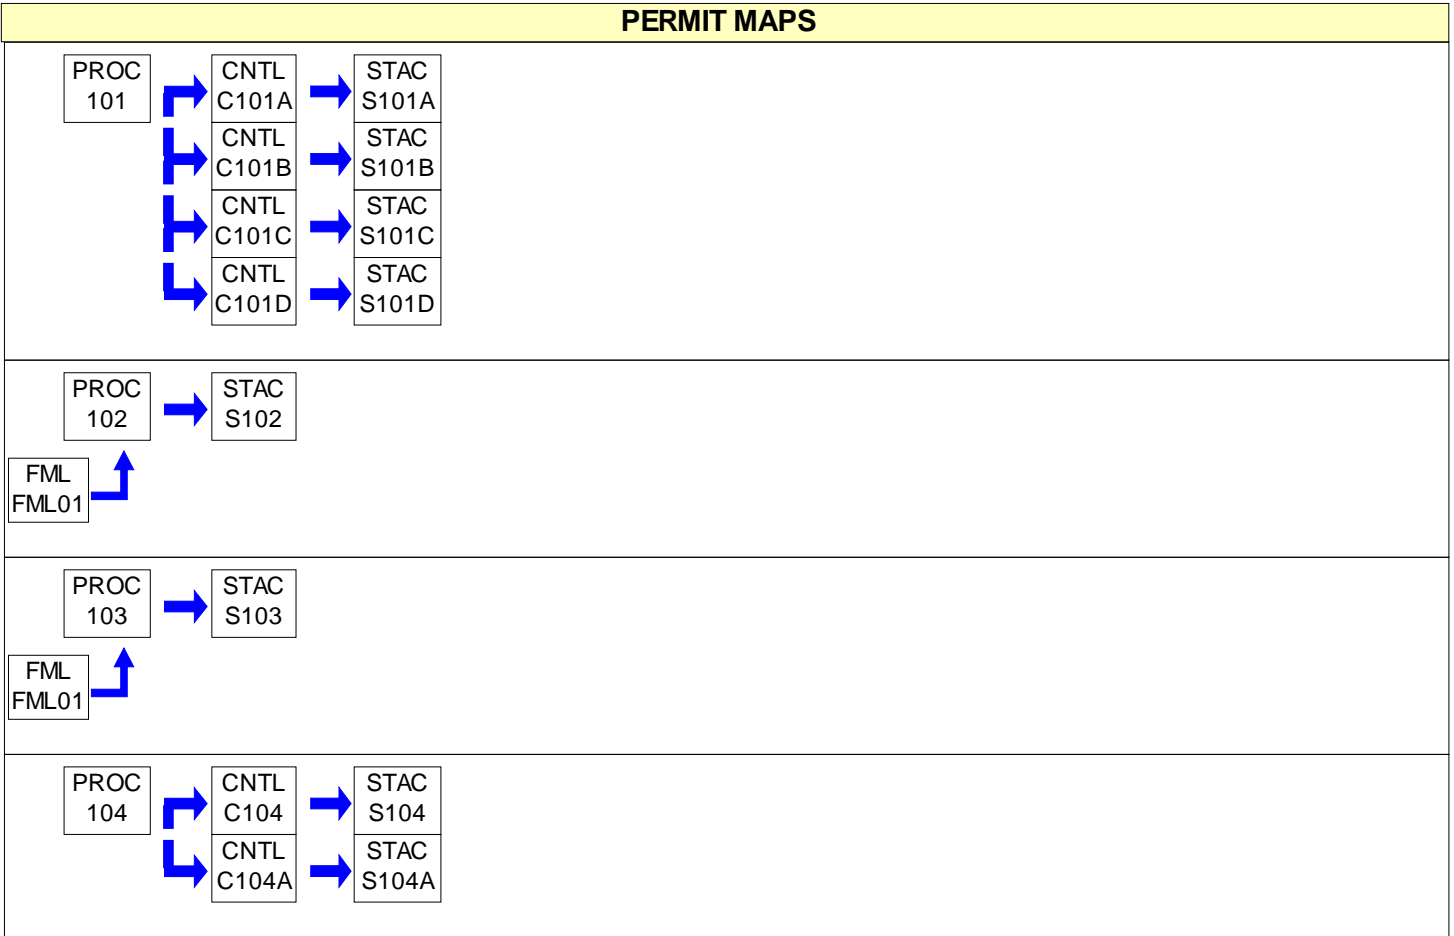 PERMIT MAPS
PROC
101
CNTL
C101A
STAC
S101A
CNTL
C101B
STAC
S101B
CNTL
C101C
STAC
S101C
CNTL
C101D
STAC
S101D
PROC
102
STAC
S102
FML
FML01
PROC
103
STAC
S103
FML
FML01
PROC
104
CNTL
C104
STAC
S104
CNTL
C104A
STAC
S104A